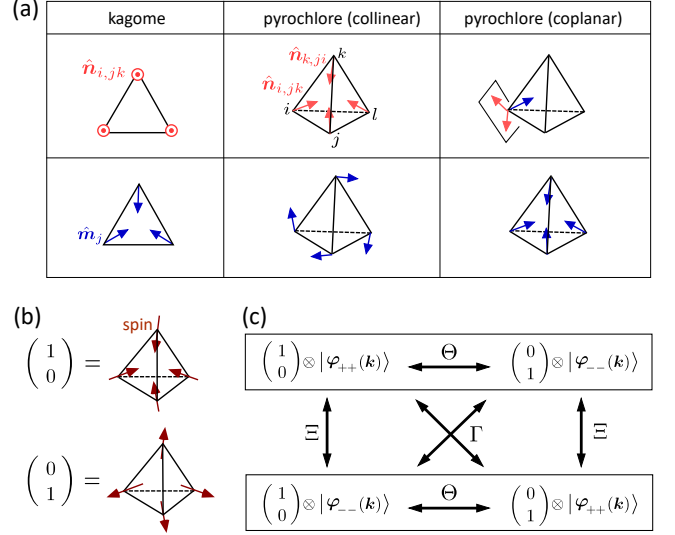 (a)
kagome pyrochlore (collinear) pyrochlore (coplanar)
n̂_{i,jk} n̂_{k,ji} k
n̂_{i,jk}
i l
j
m̂_j
(b) (c)
spin
(1 0) = (1 0) ⊗ |φ_{++}(k)⟩ Θ (0 1) ⊗ |φ_{--}(k)⟩
Ξ Γ Ξ
(0 1) = (1 0) ⊗ |φ_{--}(k)⟩ Θ (0 1) ⊗ |φ_{++}(k)⟩